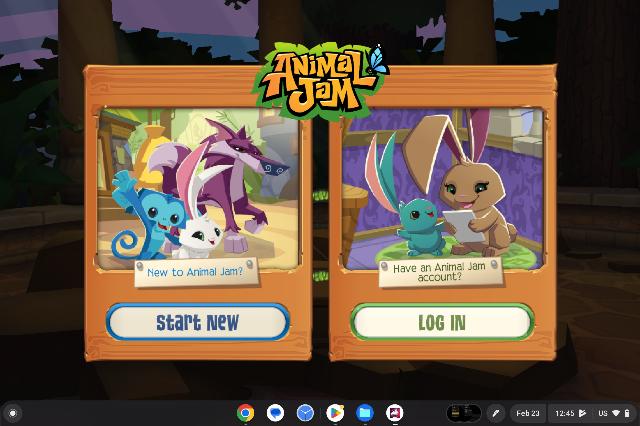 ANIMAL
JAM
New to Animal Jam?
Start New
Have an Animal Jam
account?
LOG IN
Feb 23
12:45
US